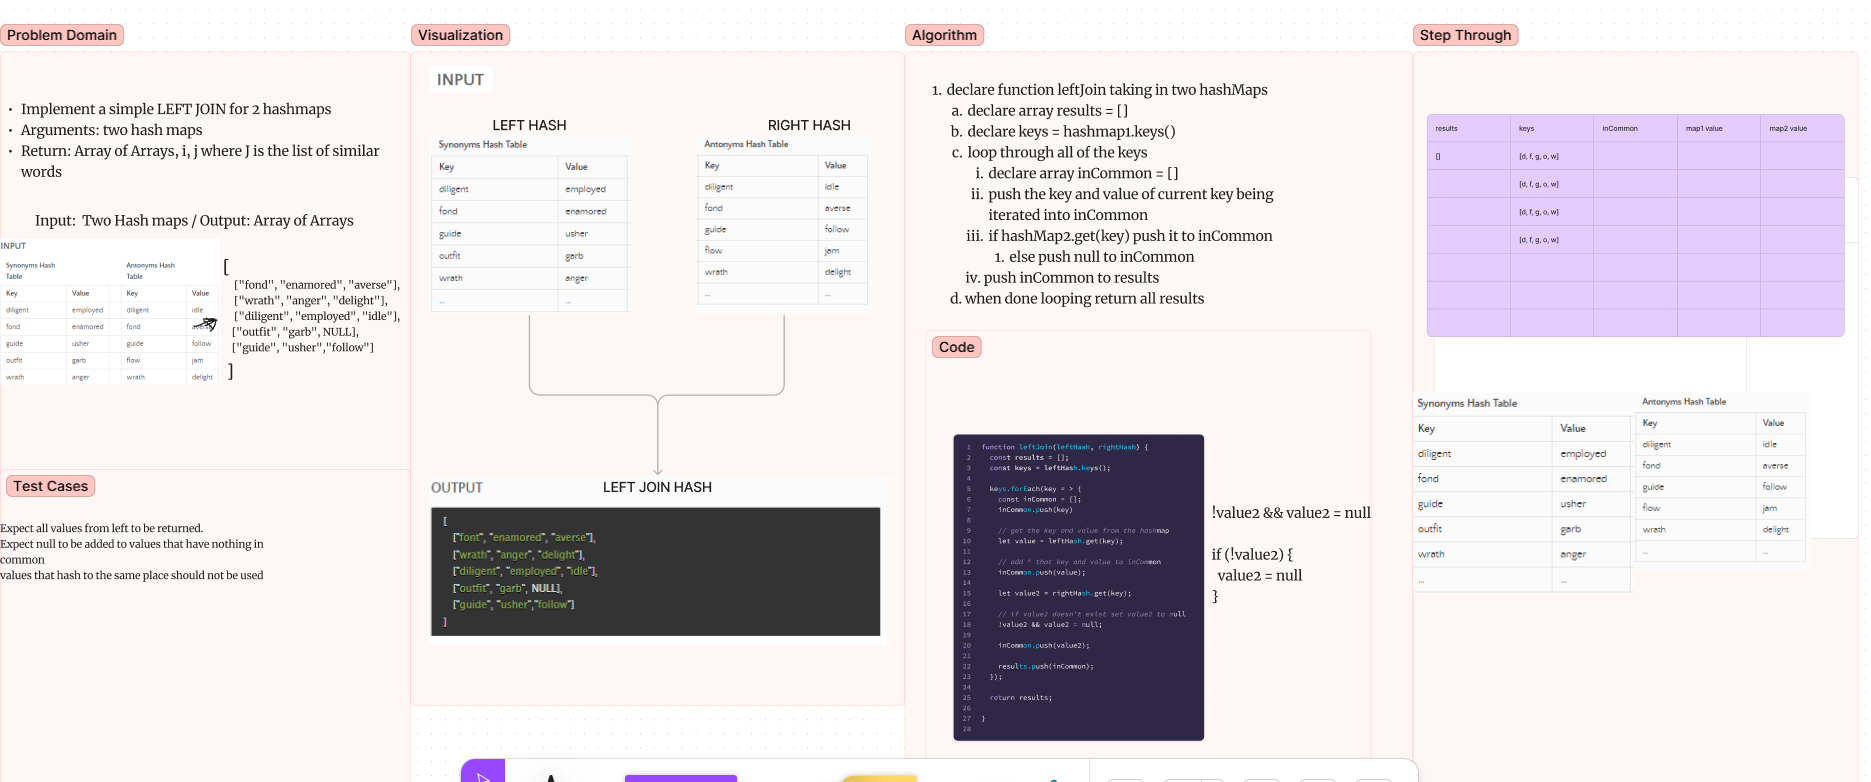 Problem Domain
• Implement a simple LEFT JOIN for 2 hashmaps
• Arguments: two hash maps
• Return: Array of Arrays, i, j where J is the list of similar
words
Input: Two Hash maps / Output: Array of Arrays
INPUT
Synonyms Hash
Table
Antonyms Hash
Table
Key Value Key Value
diligent employed diligent idle
fond enamored fond averse
guide usher guide follow
outfit garb flow jam
wrath anger wrath delight
[
["fond", "enamored", "averse"],
["wrath", "anger", "delight"],
["diligent", "employed", "idle"],
["outfit", "garb", NULL],
["guide", "usher","follow"]
]
Test Cases
Expect all values from left to be returned.
Expect null to be added to values that have nothing in
common
values that hash to the same place should not be used
Visualization
INPUT
LEFT HASH
Synonyms Hash Table
Key Value
diligent employed
fond enamored
guide usher
outfit garb
wrath anger
... ...
RIGHT HASH
Antonyms Hash Table
Key Value
diligent idle
fond averse
guide follow
flow jam
wrath delight
... ...
OUTPUT
LEFT JOIN HASH
[
["font", "enamored", "averse"],
["wrath", "anger", "delight"],
["diligent", "employed", "idle"],
["outfit", "garb", NULL],
["guide", "usher","follow"]
]
Algorithm
1. declare function leftJoin taking in two hashMaps
a. declare array results = []
b. declare keys = hashmap1.keys()
c. loop through all of the keys
i. declare array inCommon = []
ii. push the key and value of current key being
iterated into inCommon
iii. if hashMap2.get(key) push it to inCommon
1. else push null to inCommon
iv. push inCommon to results
d. when done looping return all results
Code
1 function leftJoin(leftHash, rightHash) {
2 const results = [];
3 const keys = leftHash.keys();
4
5 keys.forEach(key = > {
6 const inCommon = [];
7 inCommon.push(key)
8
9 // get the key and value from the hashmap
10 let value = leftHash.get(key);
11
12 // add * that key and value to inCommon
13 inCommon.push(value);
14
15 let value2 = rightHash.get(key);
16
17 // if value2 doesn't exist set value2 to null
18 !value2 && value2 = null;
19
20 inCommon.push(value2);
21
22 results.push(inCommon);
23 });
24
25 return results;
26
27 }
28
!value2 && value2 = null
if (!value2) {
value2 = null
}
Step Through
results keys inCommon map1 value map2 value
[] [d, f, g, o, w]
[d, f, g, o, w]
[d, f, g, o, w]
[d, f, g, o, w]
Synonyms Hash Table
Key Value
diligent employed
fond enamored
guide usher
outfit garb
wrath anger
... ...
Antonyms Hash Table
Key Value
diligent idle
fond averse
guide follow
flow jam
wrath delight
... ...